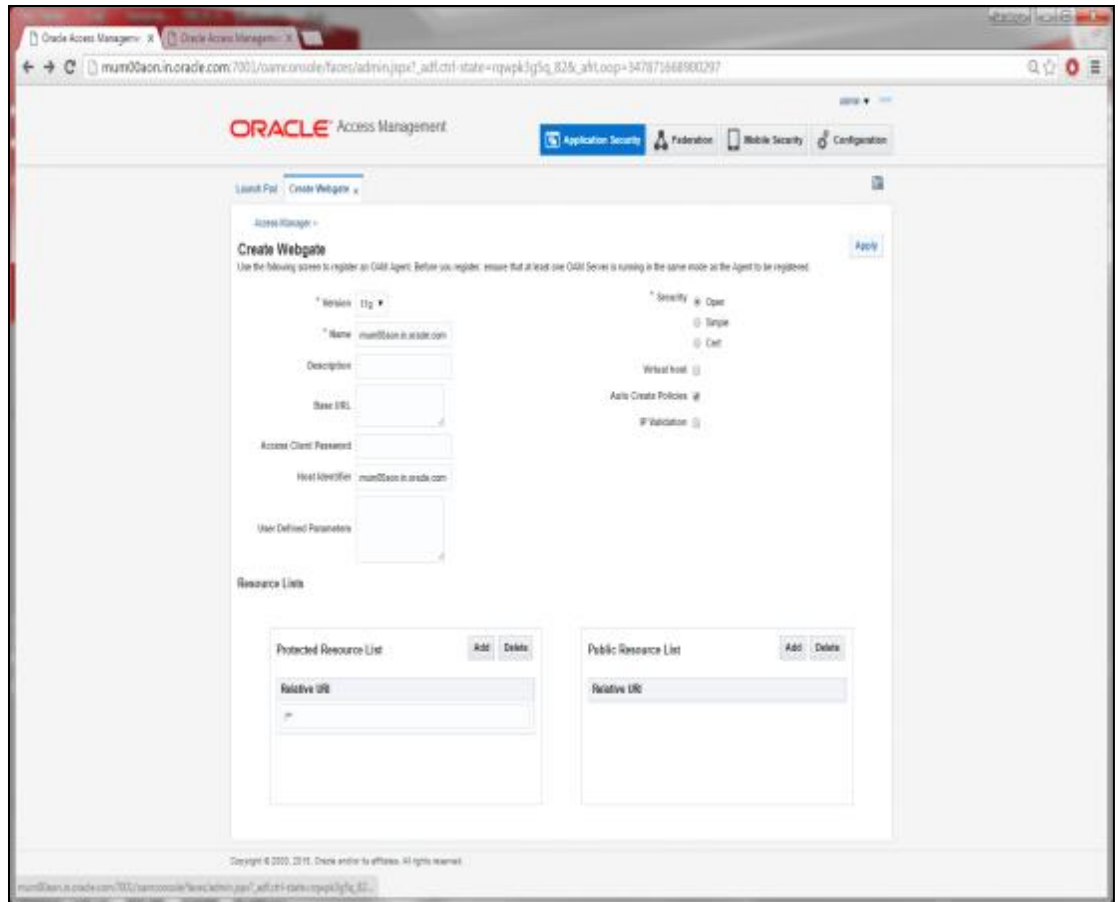 Oracle Access Manageme X
Oracle Access Manageme X
mum00aon.in.oracle.com:7001/oamconsole/faces/admin.jspx?_adf.ctrl-state=rqwpk3g5q_82&_afrLoop=347871668900297
ORACLE Access Management
Application Security
Federation
Mobile Security
Configuration
Launch Pad
Create Webgate x
Access Manager >
Create Webgate
Apply
Use the following screen to register an OAM Agent. Before you register, ensure that at least one OAM Server is running in the same mode as the Agent to be registered.
* Version 11g
* Name mum00aon.in.oracle.com
Description
Base URL
Access Client Password
Host Identifier mum00aon.in.oracle.com
User Defined Parameters
* Security Open
Simple
Cert
Virtual host
Auto Create Policies
IP Validation
Resource Lists
Protected Resource List Add Delete
Relative URI
Public Resource List Add Delete
Relative URI
Copyright © 2000, 2015, Oracle and/or its affiliates. All rights reserved.